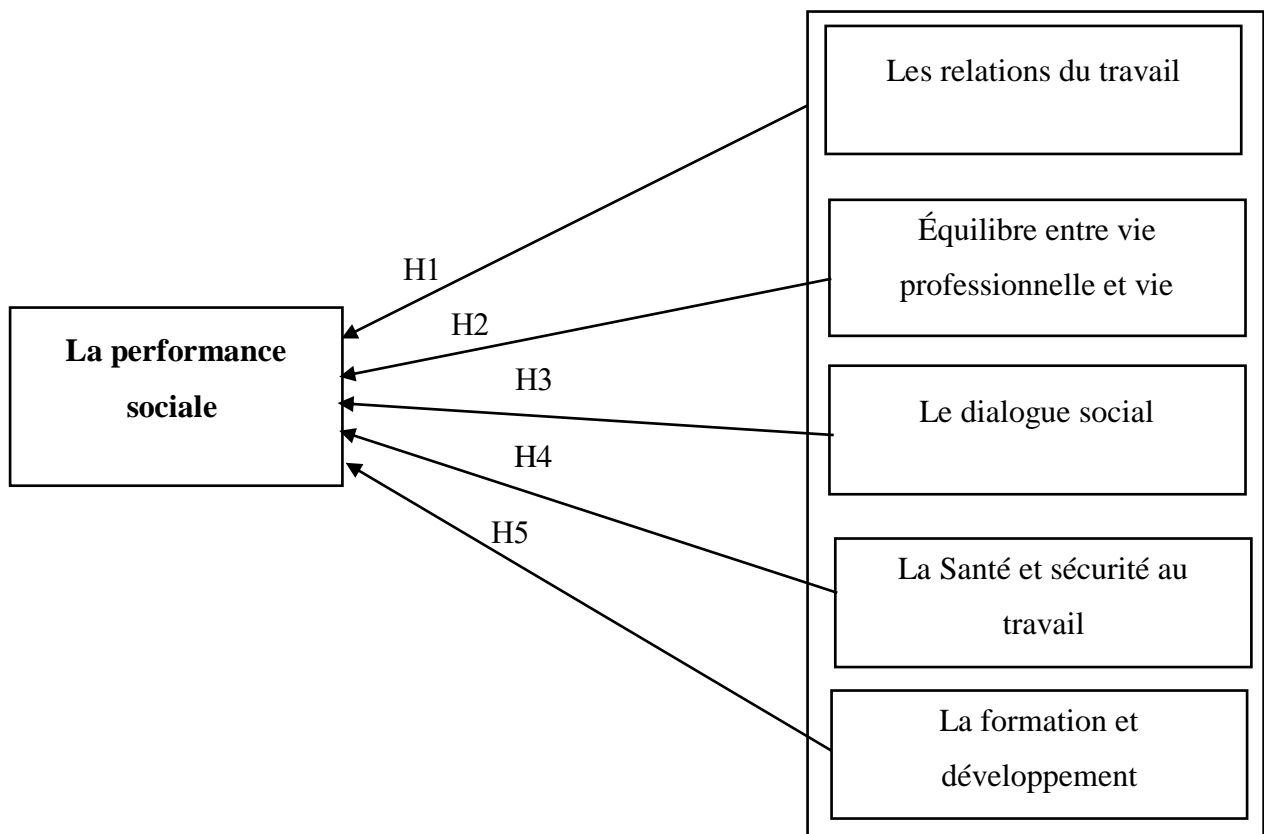 Les relations du travail
Équilibre entre vie
professionnelle et vie
H1
H2
La performance
sociale
H3
Le dialogue social
H4
H5
La Santé et sécurité au
travail
La formation et
développement